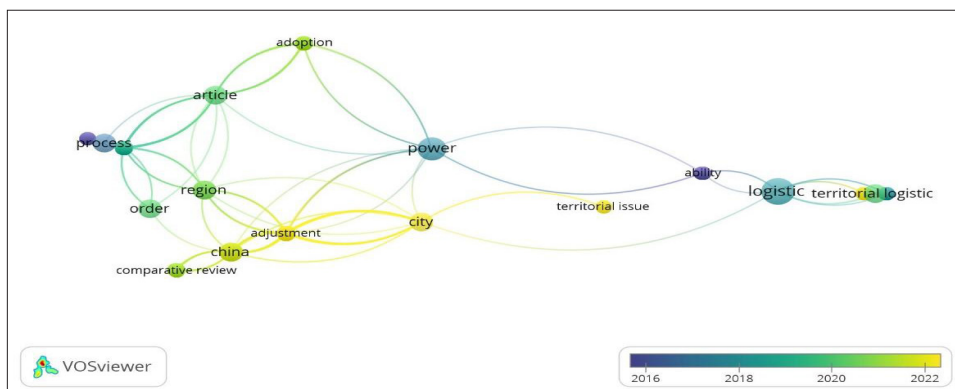 adoption
article
process
power
ability
region
logistic
territorial logistic
order
territorial issue
city
adjustment
china
comparative review
VOSviewer
2016 2018 2020 2022